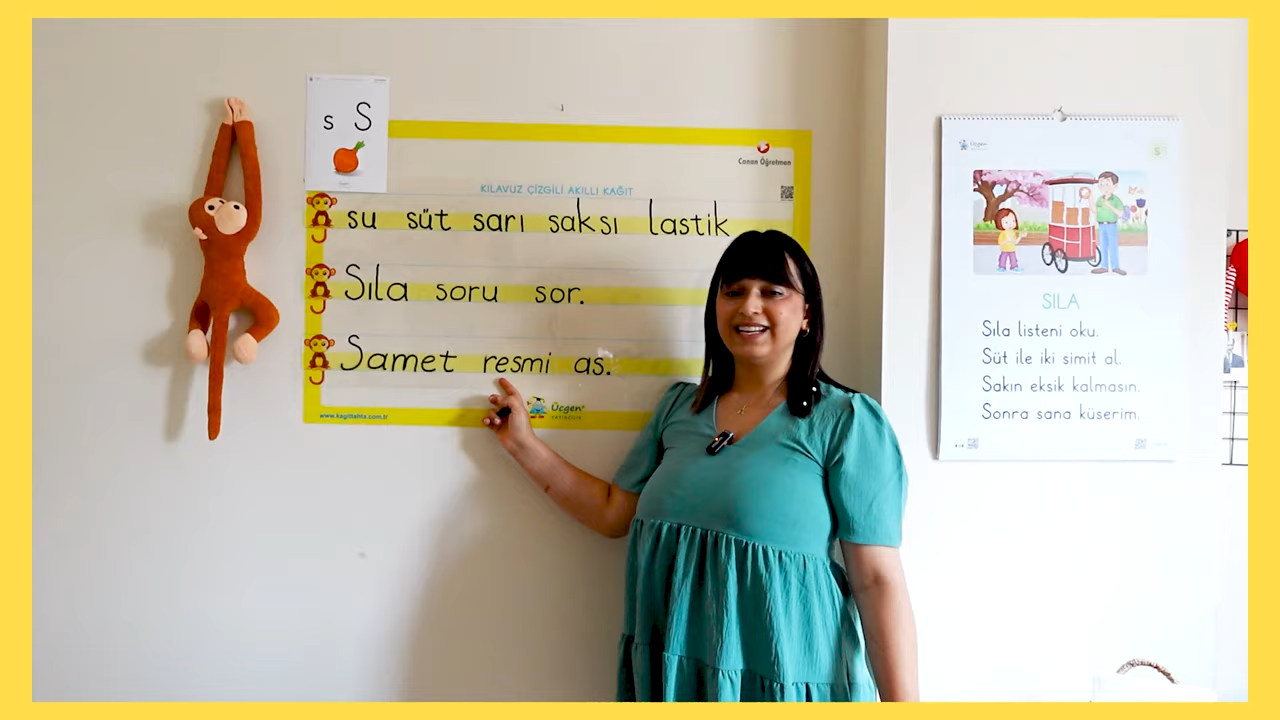 s S
Canan Öğretmen
KILAVUZ ÇİZGİLİ AKILLI KAĞIT
su süt sarı saksı lastik
Sıla soru sor.
Samet resmi as.
www.kagittahta.com.tr
Üçgen
Üçgen
S
SILA
Sıla listeni oku.
Süt ile iki simit al.
Sakın eksik kalmasın.
Sonra sana küserim.